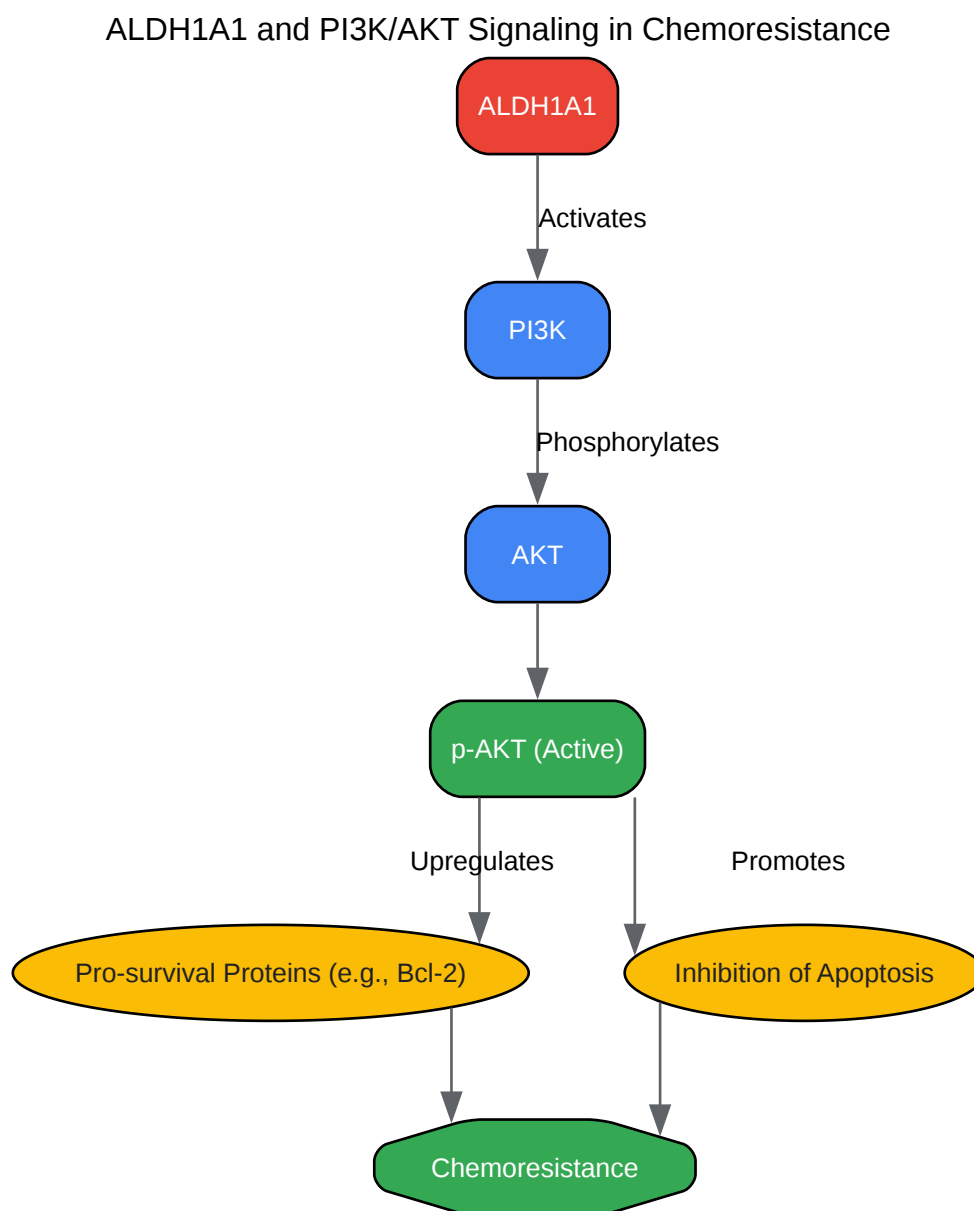 ALDH1A1 and PI3K/AKT Signaling in Chemoresistance
ALDH1A1
Activates
PI3K
Phosphorylates
AKT
p-AKT (Active)
Upregulates
Promotes
Pro-survival Proteins (e.g., Bcl-2)
Inhibition of Apoptosis
Chemoresistance